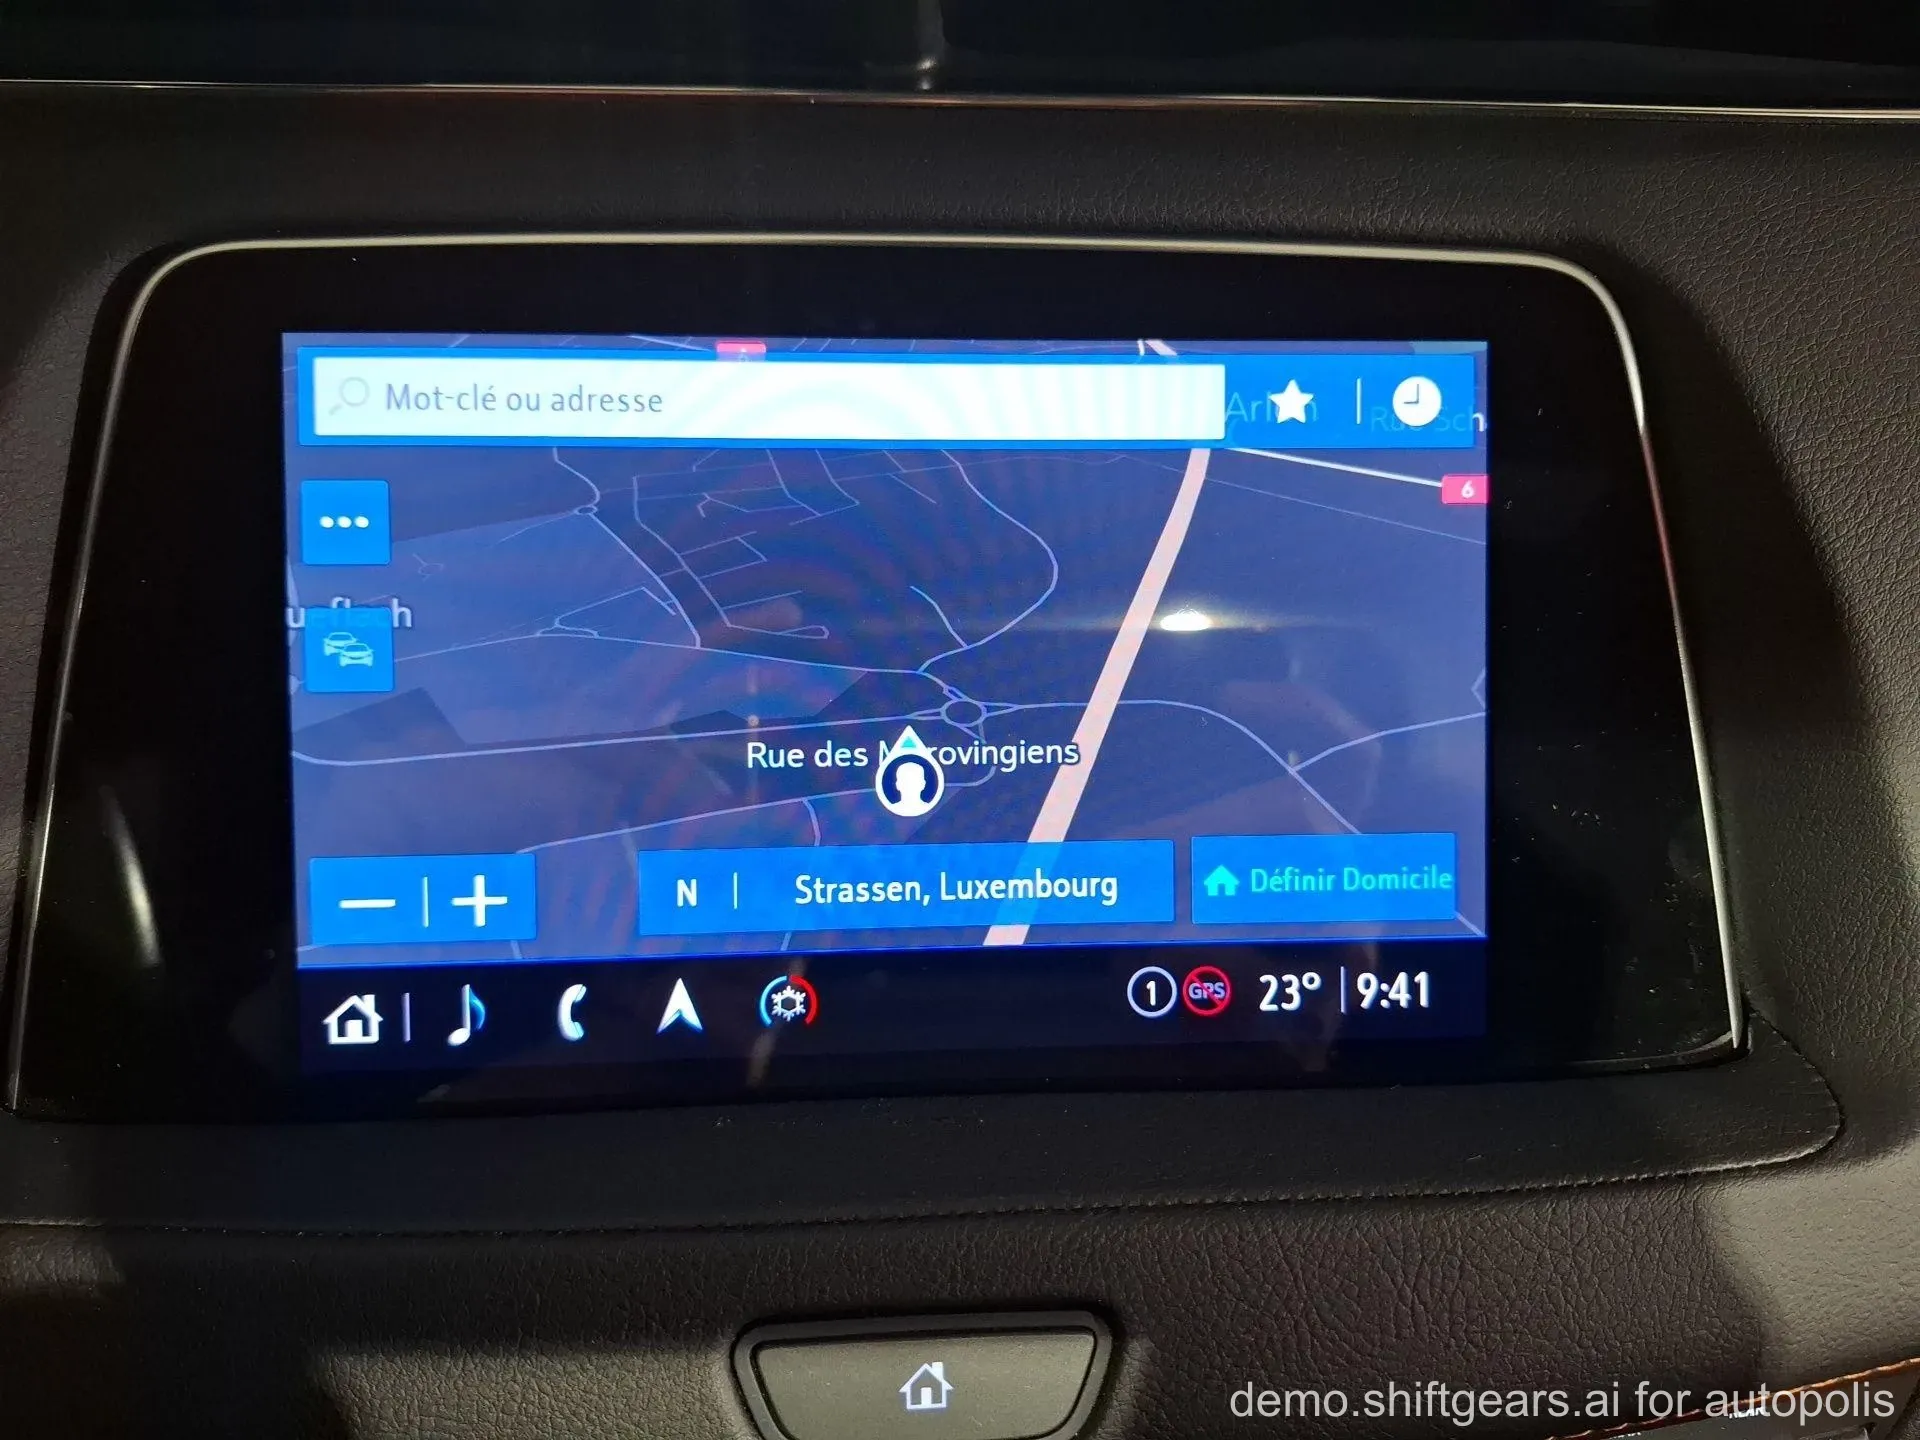 6
Mot-clé ou adresse
6
Rue des
Strassen, Luxembourg
N
Définir Domicile
1
GPS
23°
9:41
demo.shiftgears.ai for autopolis